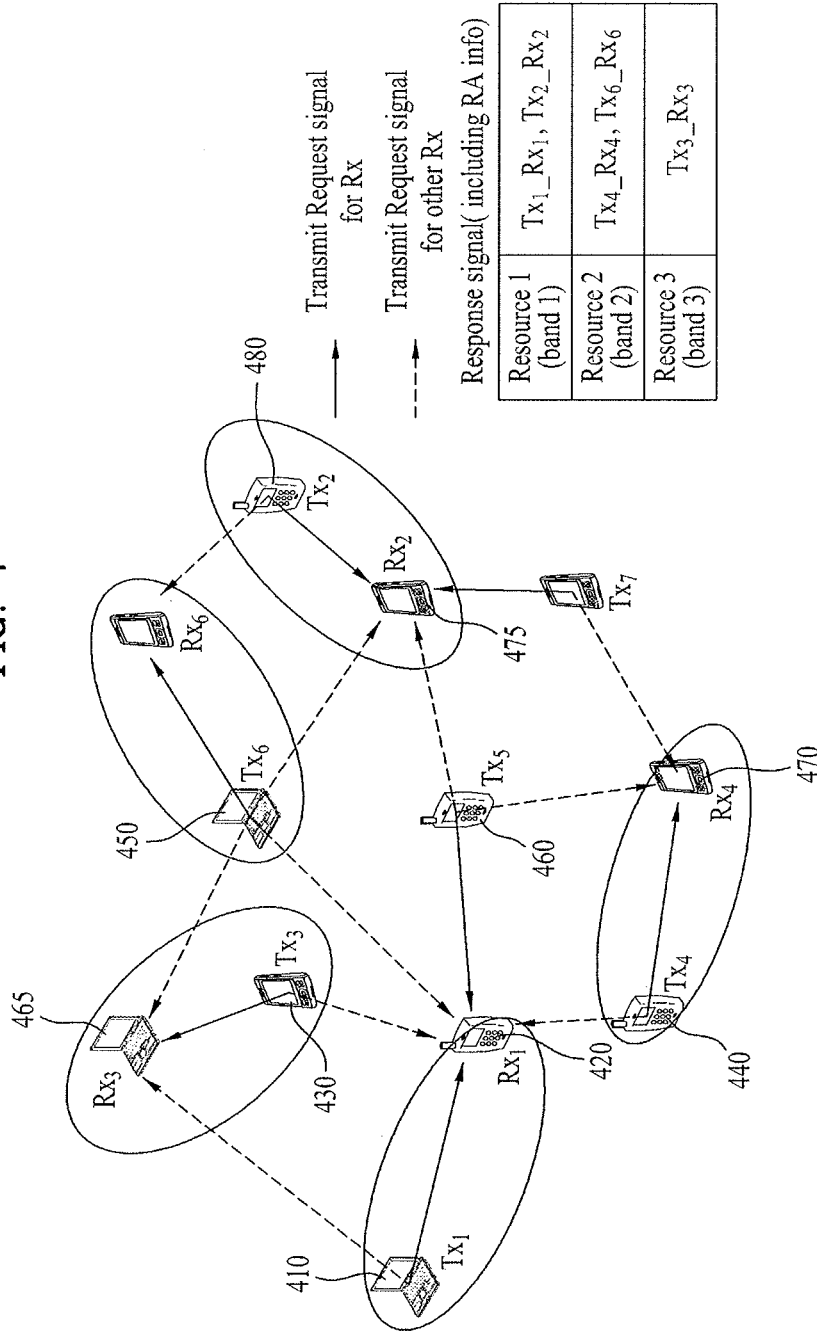 FIG. 4
465
Rx3
430
Tx3
410
Tx1
Rx1
420
450
Tx6
Rx6
480
Tx2
Rx2
475
Tx5
460
Tx7
Tx4
440
Rx4
470
Transmit Request signal
for Rx
Transmit Request signal
for other Rx
Response signal( including RA info)
Resource 1
(band 1)
Tx1_Rx1, Tx2_Rx2
Resource 2
(band 2)
Tx4_Rx4, Tx6_Rx6
Resource 3
(band 3)
Tx3_Rx3